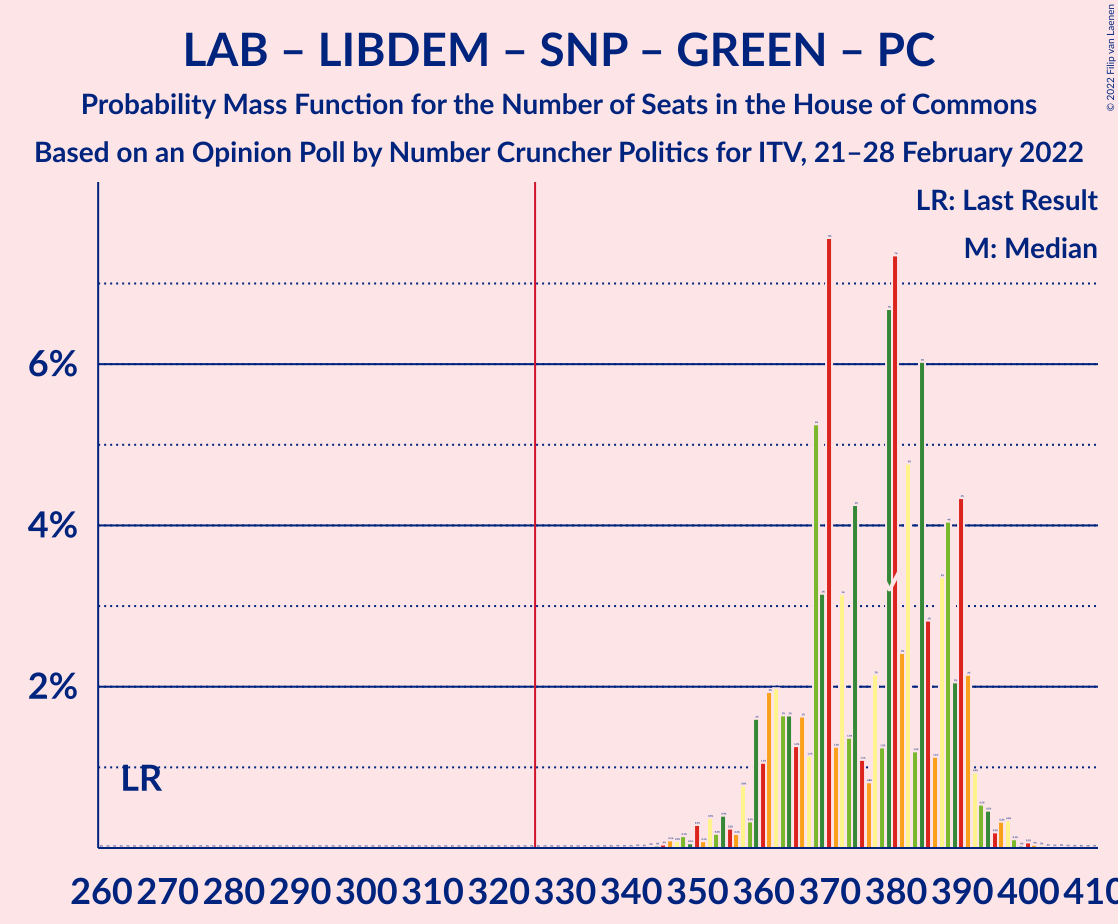 LAB – LIBDEM – SNP – GREEN – PC
Probability Mass Function for the Number of Seats in the House of Commons
Based on an Opinion Poll by Number Cruncher Politics for ITV, 21–28 February 2022
© 2022 Filip van Laenen
LR: Last Result
M: Median
6%
4%
2%
LR
260 270 280 290 300 310 320 330 340 350 360 370 380 390 400 410